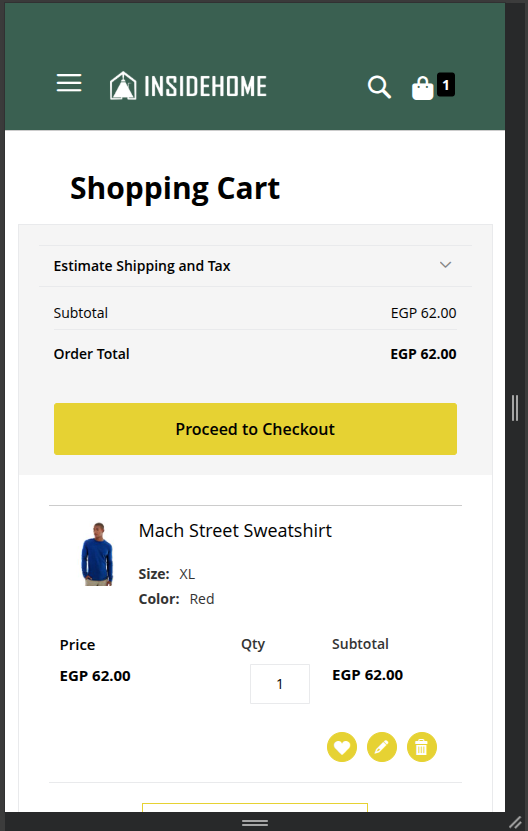 INSIDEHOME
1
Shopping Cart
Estimate Shipping and Tax
Subtotal EGP 62.00
Order Total EGP 62.00
Proceed to Checkout
Mach Street Sweatshirt
Size: XL
Color: Red
Price Qty Subtotal
EGP 62.00 1 EGP 62.00